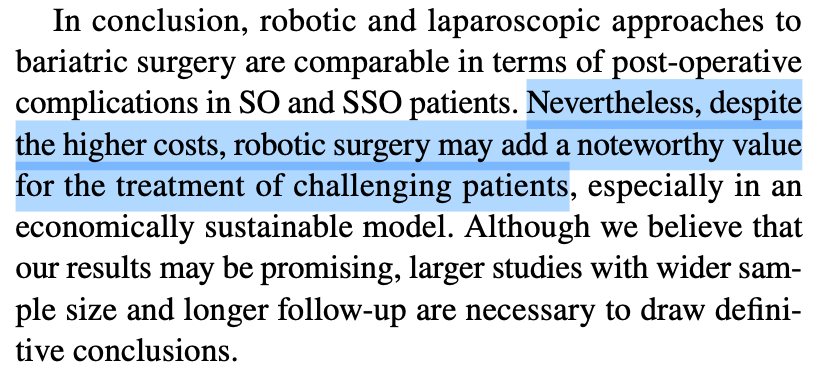 In conclusion, robotic and laparoscopic approaches to
bariatric surgery are comparable in terms of post-operative
complications in SO and SSO patients. Nevertheless, despite
the higher costs, robotic surgery may add a noteworthy value
for the treatment of challenging patients, especially in an
economically sustainable model. Although we believe that
our results may be promising, larger studies with wider sam-
ple size and longer follow-up are necessary to draw defini-
tive conclusions.